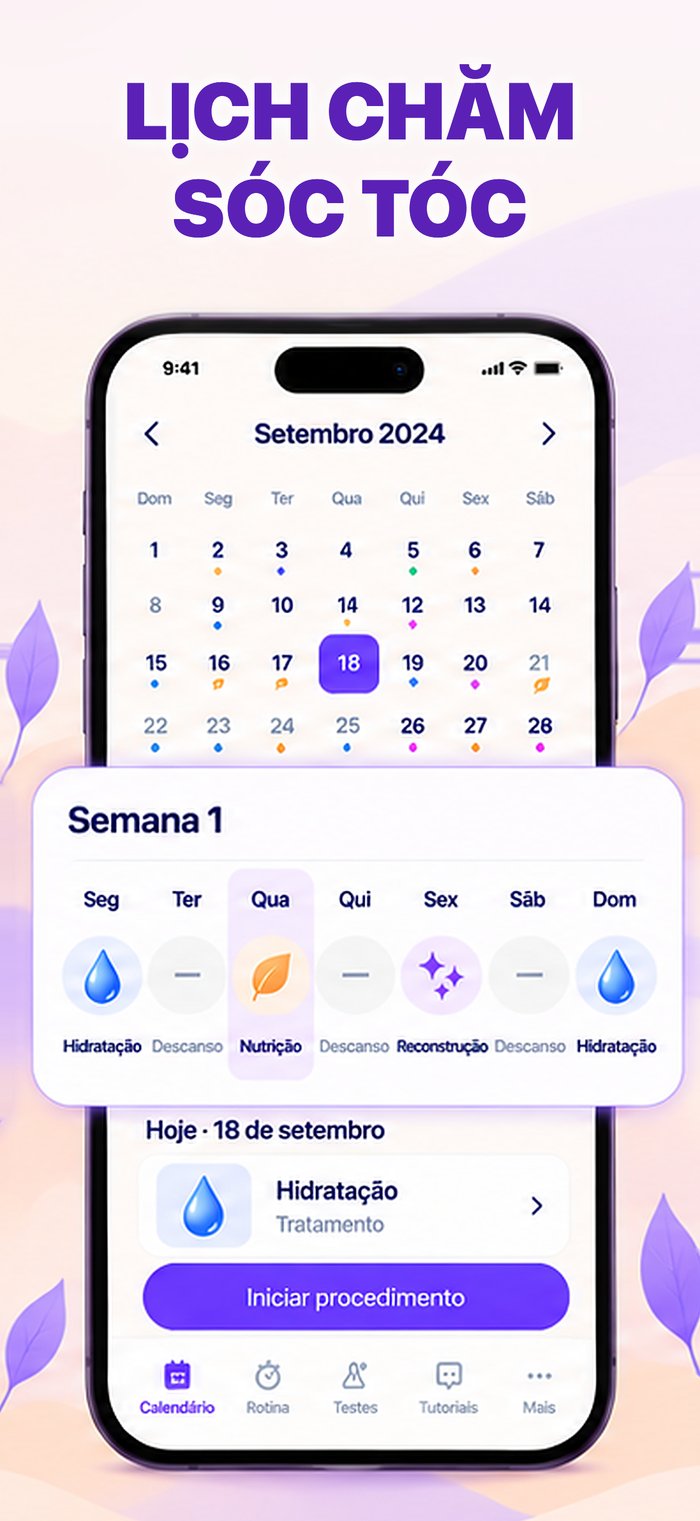 LỊCH CHĂM
SÓC TÓC
9:41
Setembro 2024
Dom Seg Ter Qua Qui Sex Sáb
1 2 3 4 5 6 7
8 9 10 14 12 13 14
15 16 17 18 19 20 21
22 23 24 25 26 27 28
Semana 1
Seg Ter Qua Qui Sex Sāb Dom
Hidratação Descanso Nutrição Descanso Reconstrução Descanso Hidratação
Hoje · 18 de setembro
Hidratação
Tratamento
Iniciar procedimento
Calendário Rotina Testes Tutoriais Mais